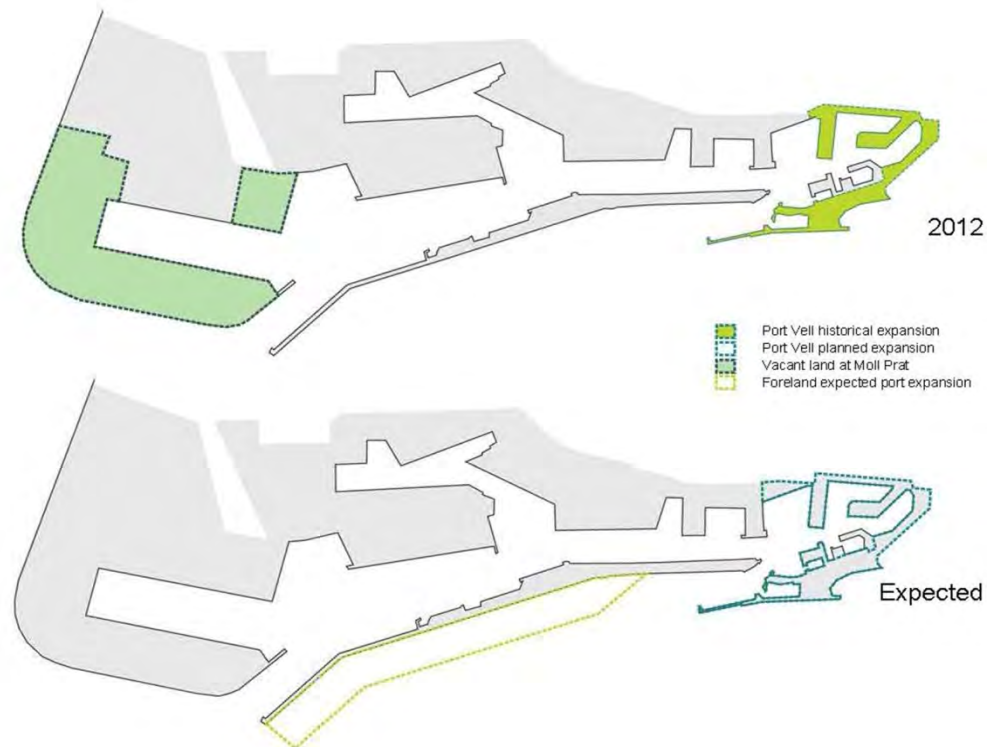 2012
Port Vell historical expansion
Port Vell planned expansion
Vacant land at Moll Prat
Foreland expected port expansion
Expected